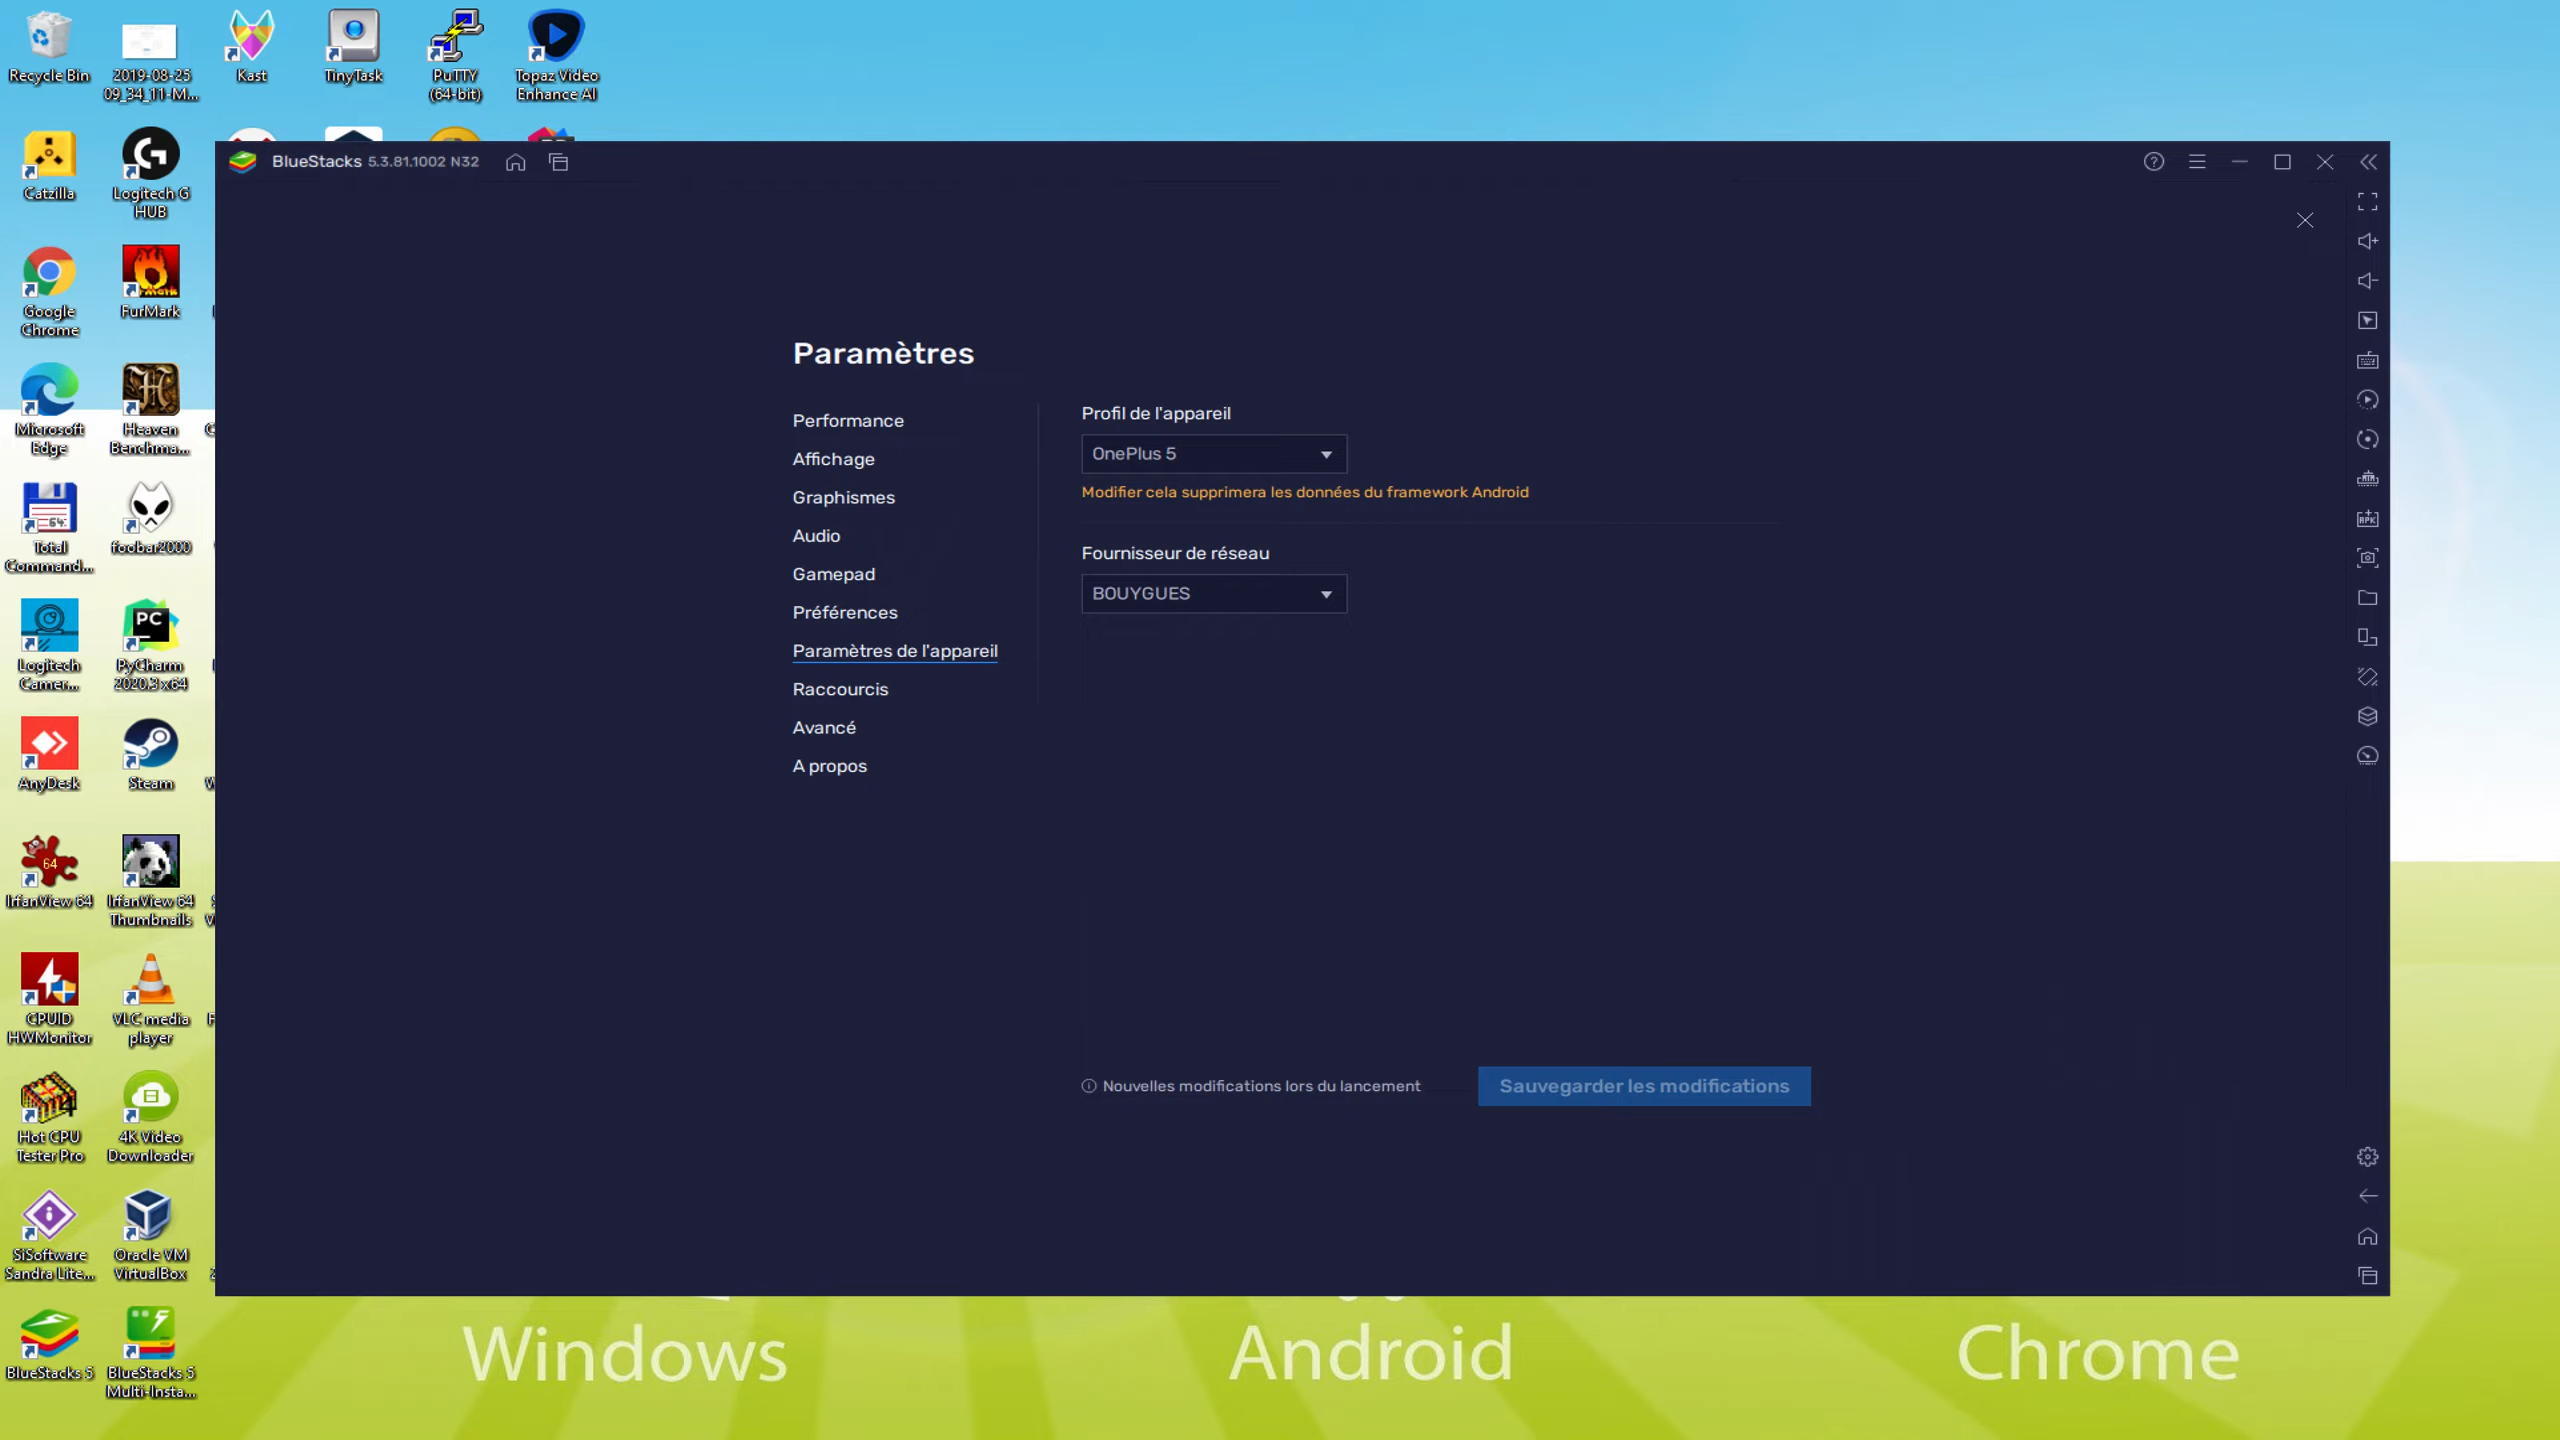 Recycle Bin
2019-08-25
09_34_11-M...
Kast
TinyTask
PuTTY
(64-bit)
Topaz Video
Enhance AI
Catzilla
Logitech G
HUB
Google
Chrome
FurMark
Microsoft
Edge
Heaven
Benchma...
Total
Command...
foobar2000
Logitech
Camer...
PyCharm
2020.3 x64
AnyDesk
Steam
IrfanView 64
IrfanView 64
Thumbnails
CPUID
HWMonitor
VLC media
player
Hot CPU
Tester Pro
4K Video
Downloader
SiSoftware
Sandra Lite...
Oracle VM
VirtualBox
BlueStacks 5
BlueStacks 5
Multi-Insta...
BlueStacks 5.3.81.1002 N32
Paramètres
Performance
Affichage
Graphismes
Audio
Gamepad
Préférences
Paramètres de l'appareil
Raccourcis
Avancé
A propos
Profil de l'appareil
OnePlus 5
Modifier cela supprimera les données du framework Android
Fournisseur de réseau
BOUYGUES
Nouvelles modifications lors du lancement
Sauvegarder les modifications
Windows
Android
Chrome